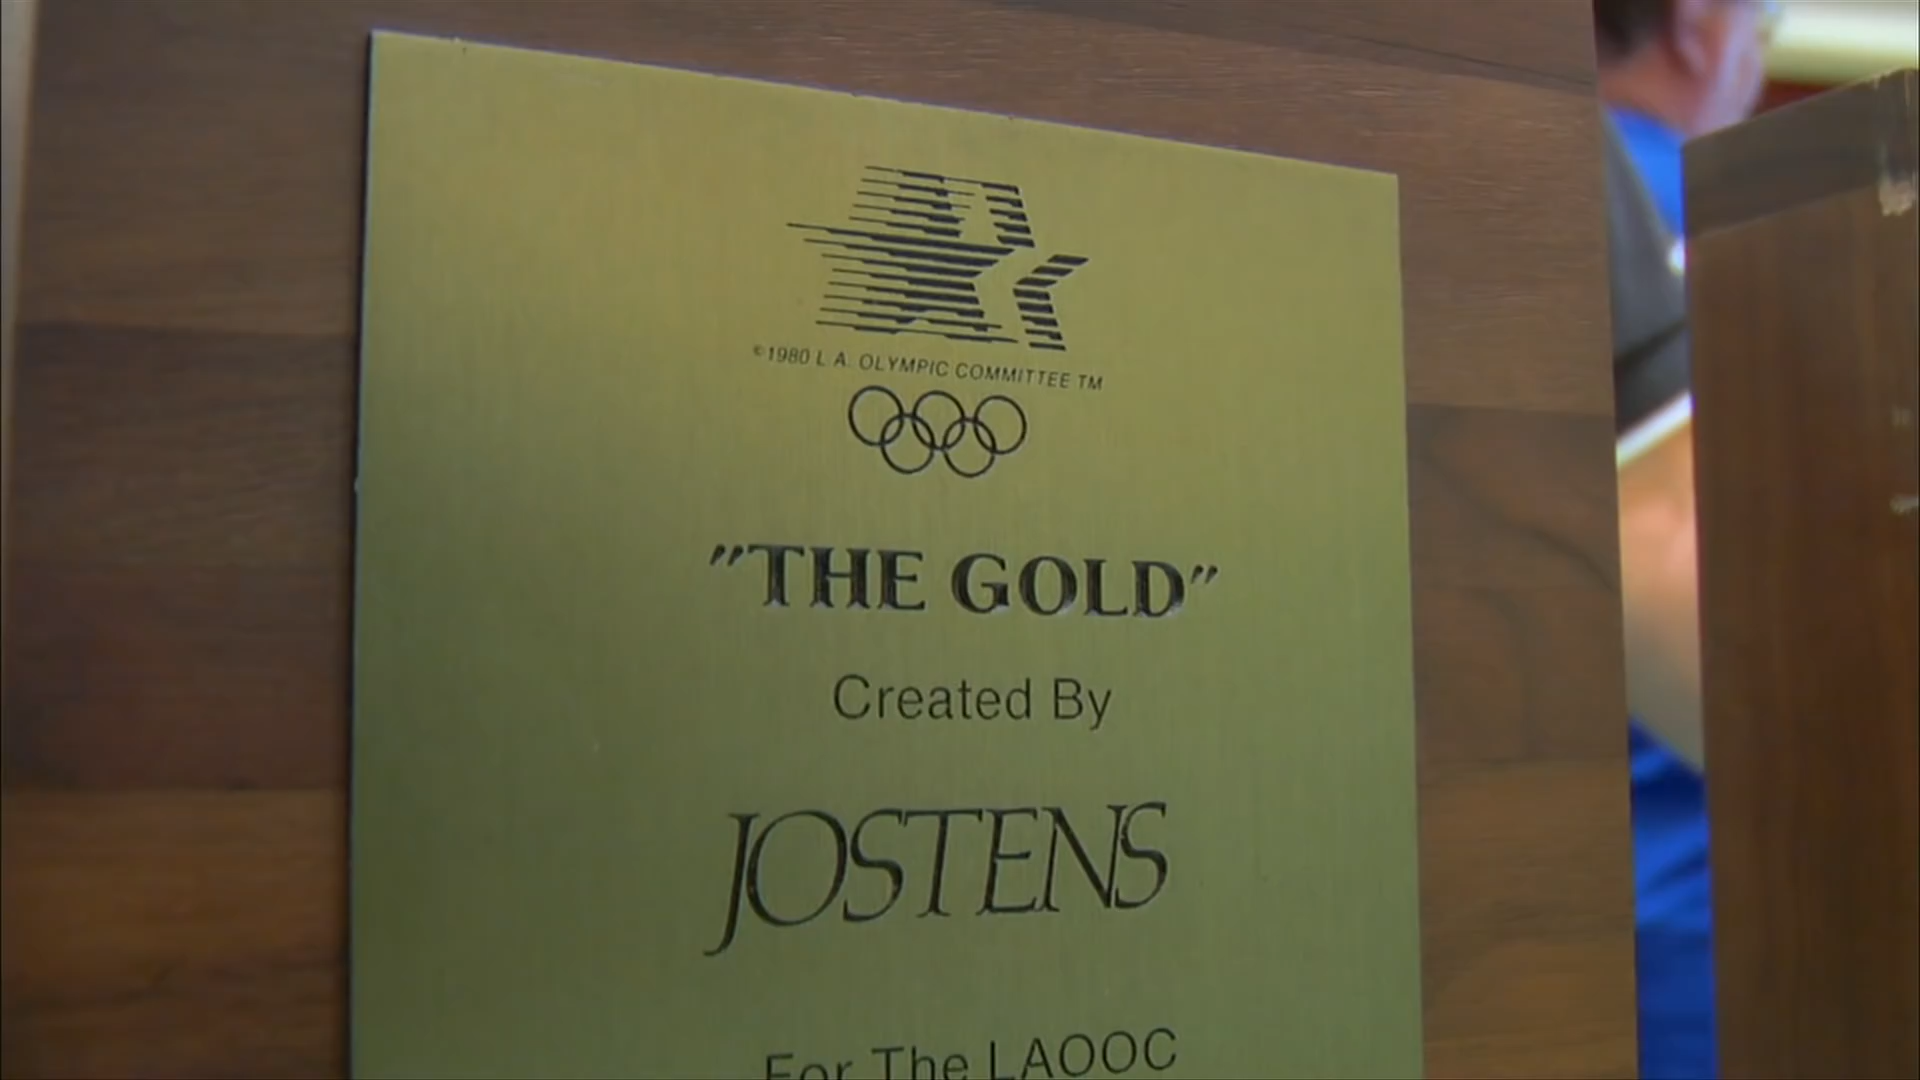 ©1980 L.A. OLYMPIC COMMITTEE TM
"THE GOLD"
Created By
JOSTENS
For The LAOOC